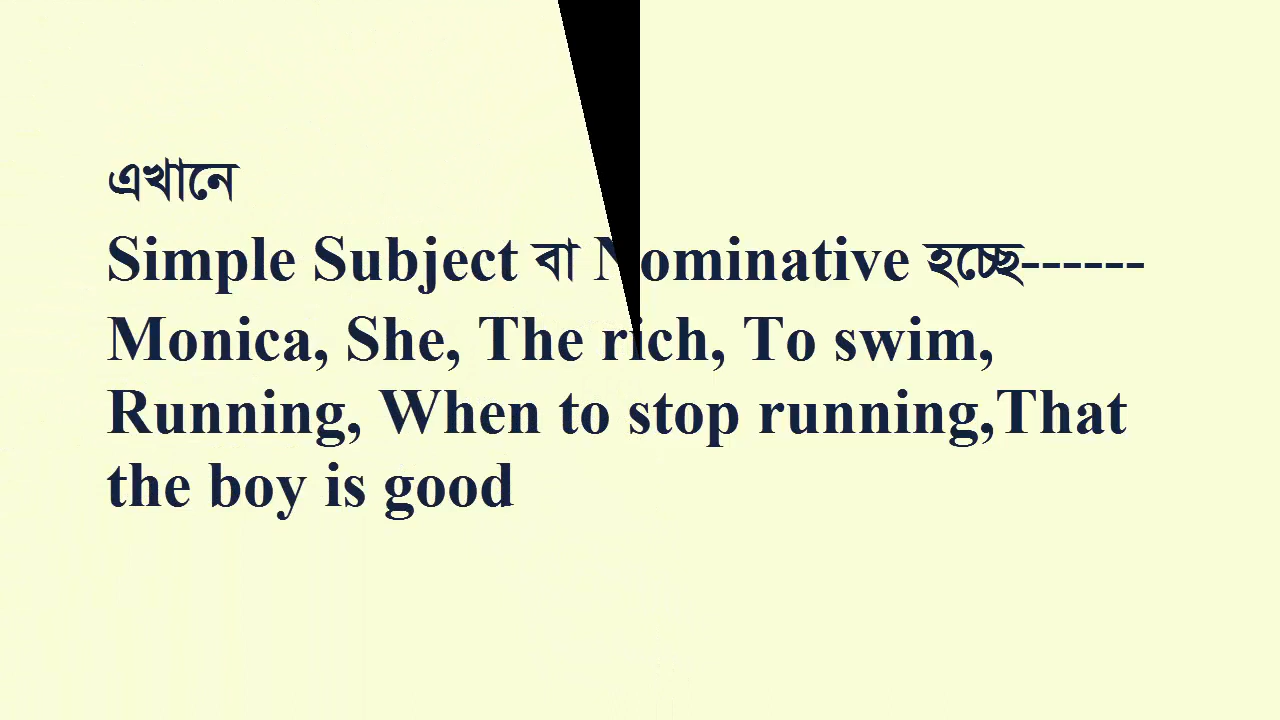 এখানে
Simple Subject বা Nominative হচ্ছে------
Monica, She, The rich, To swim,
Running, When to stop running,That
the boy is good